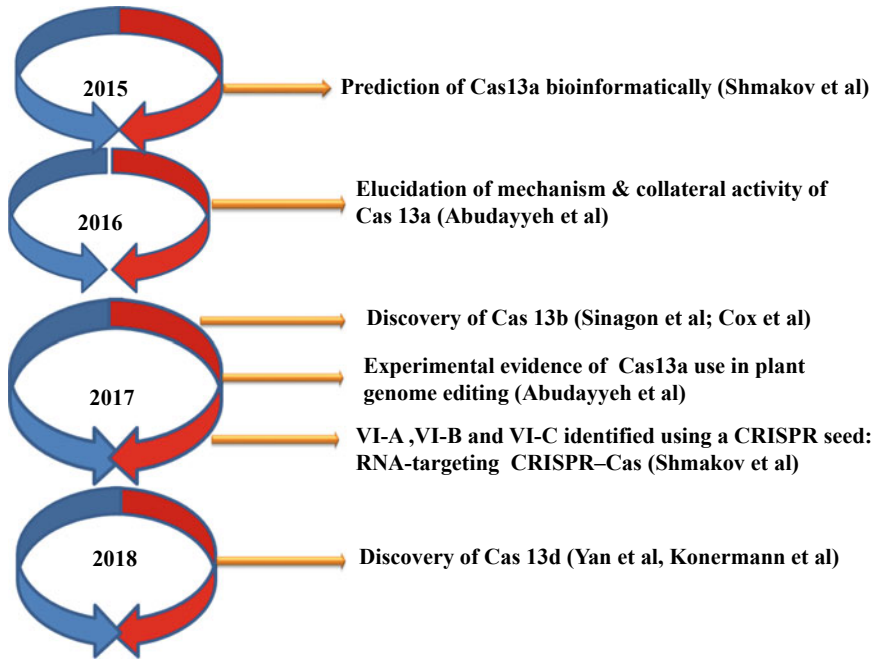 2015
Prediction of Cas13a bioinformatically (Shmakov et al)
2016
Elucidation of mechanism & collateral activity of
Cas 13a (Abudayyeh et al)
2017
Discovery of Cas 13b (Sinagon et al; Cox et al)
Experimental evidence of Cas13a use in plant
genome editing (Abudayyeh et al)
VI-A ,VI-B and VI-C identified using a CRISPR seed:
RNA-targeting CRISPR–Cas (Shmakov et al)
2018
Discovery of Cas 13d (Yan et al, Konermann et al)